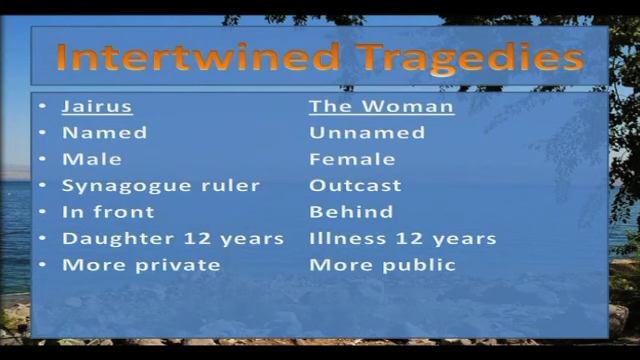 Intertwined Tragedies
• Jairus The Woman
• Named Unnamed
• Male Female
• Synagogue ruler Outcast
• In front Behind
• Daughter 12 years Illness 12 years
• More private More public